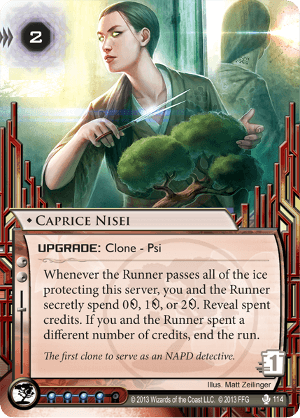 2
CAPRICE NISEI
UPGRADE: Clone - Psi
Whenever the Runner passes all of the ice
protecting this server, you and the Runner
secretly spend 0, 1, or 2. Reveal spent
credits. If you and the Runner spent a
different number of credits, end the run.
The first clone to serve as an NAPD detective.
1
Illus. Matt Zeilinger
© 2013 Wizards of the Coast LLC. © 2013 FFG 114